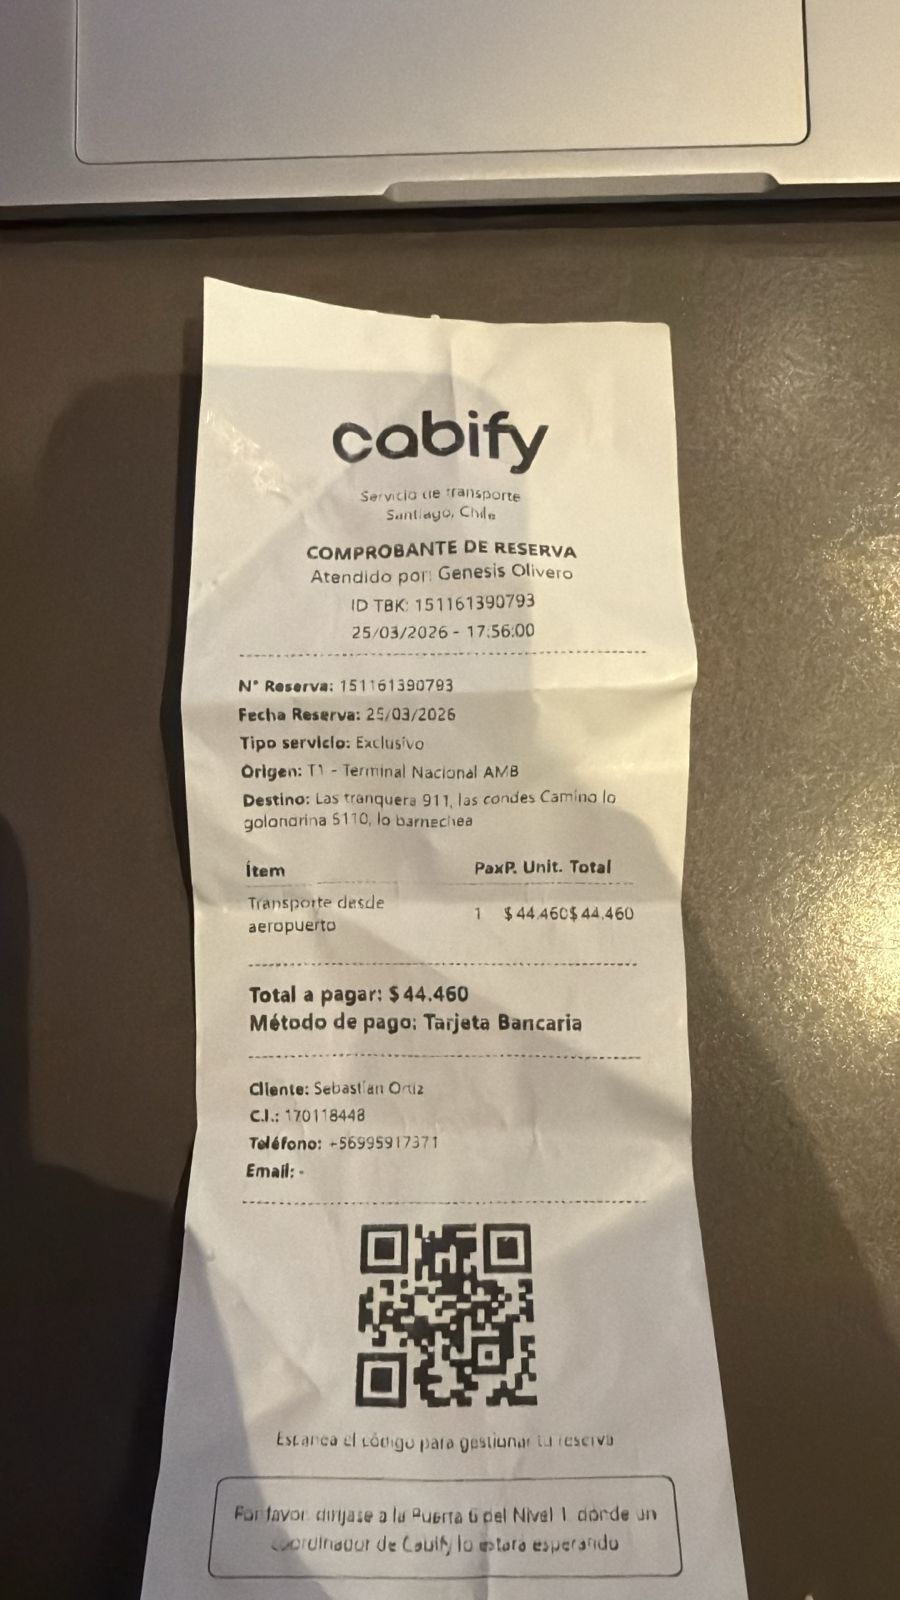 cabify
Servicio de transporte
Santiago, Chile
COMPROBANTE DE RESERVA
Atendido por: Genesis Olivero
ID TBK: 151161390793
25/03/2026 - 17:56:00
N° Reserva: 151161390793
Fecha Reserva: 25/03/2026
Tipo servicio: Exclusivo
Origen: T1 - Terminal Nacional AMB
Destino: Las tranquera 911, las condes Camino lo
golondrina 5110, lo barnechea
Ítem PaxP. Unit. Total
Transporte desde
aeropuerto 1 $44.460$44.460
Total a pagar: $44.460
Método de pago: Tarjeta Bancaria
Cliente: Sebastian Ortiz
C.I.: 170118448
Teléfono: +56995917371
Email: -
Escanea el código para gestionar tu reserva
Por favor, diríjase a la Puerta 6 del Nivel 1, donde un
coordinador de Cabify lo estará esperando